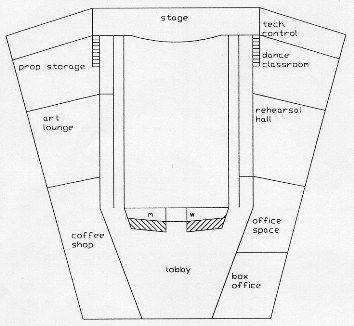 stage
tech.
control
prop storage
dance
classroom
art
lounge
rehearsal
hall
m
w
coffee
shop
office
space
lobby
box
office